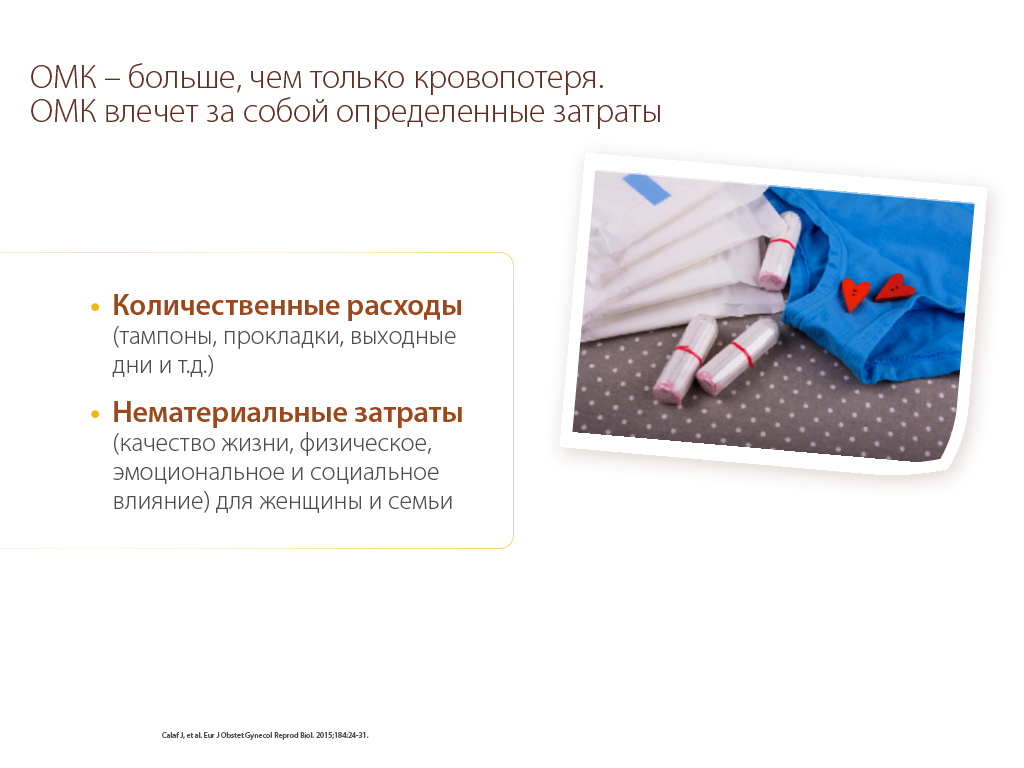 ОМК – больше, чем только кровопотеря.
ОМК влечет за собой определенные затраты
• Количественные расходы
(тампоны, прокладки, выходные
дни и т.д.)
• Нематериальные затраты
(качество жизни, физическое,
эмоциональное и социальное
влияние) для женщины и семьи
Calaf J, et al. Eur J Obstet Gynecol Reprod Biol. 2015;184:24-31.